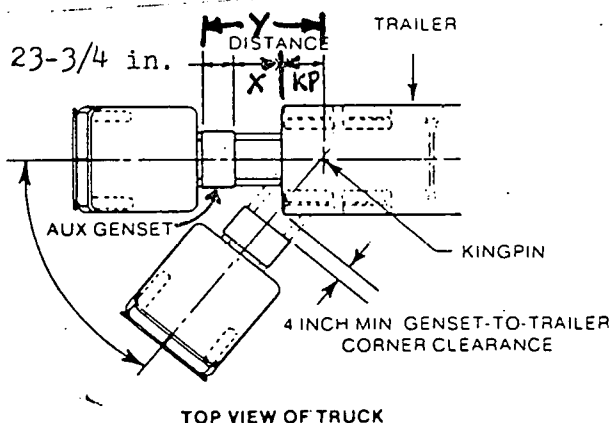 Y
DISTANCE
TRAILER
23-3/4 in.
X
KP
AUX GENSET
KINGPIN
4 INCH MIN GENSET-TO-TRAILER
CORNER CLEARANCE
TOP VIEW OF TRUCK